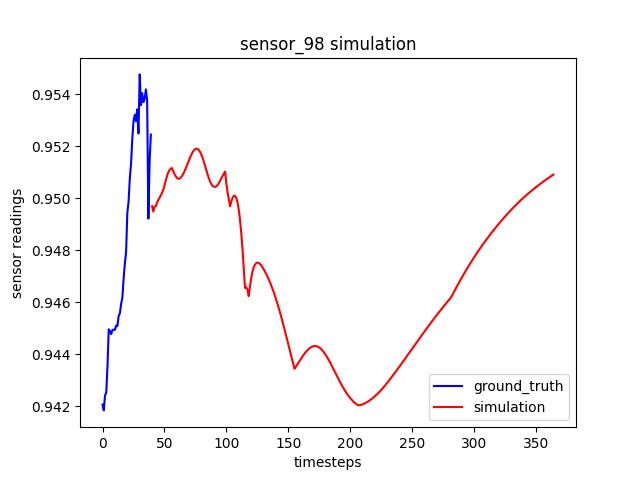 sensor_98 simulation
sensor readings
0.954
0.952
0.950
0.948
0.946
0.944
0.942
0 50 100 150 200 250 300 350
timesteps
ground_truth
simulation